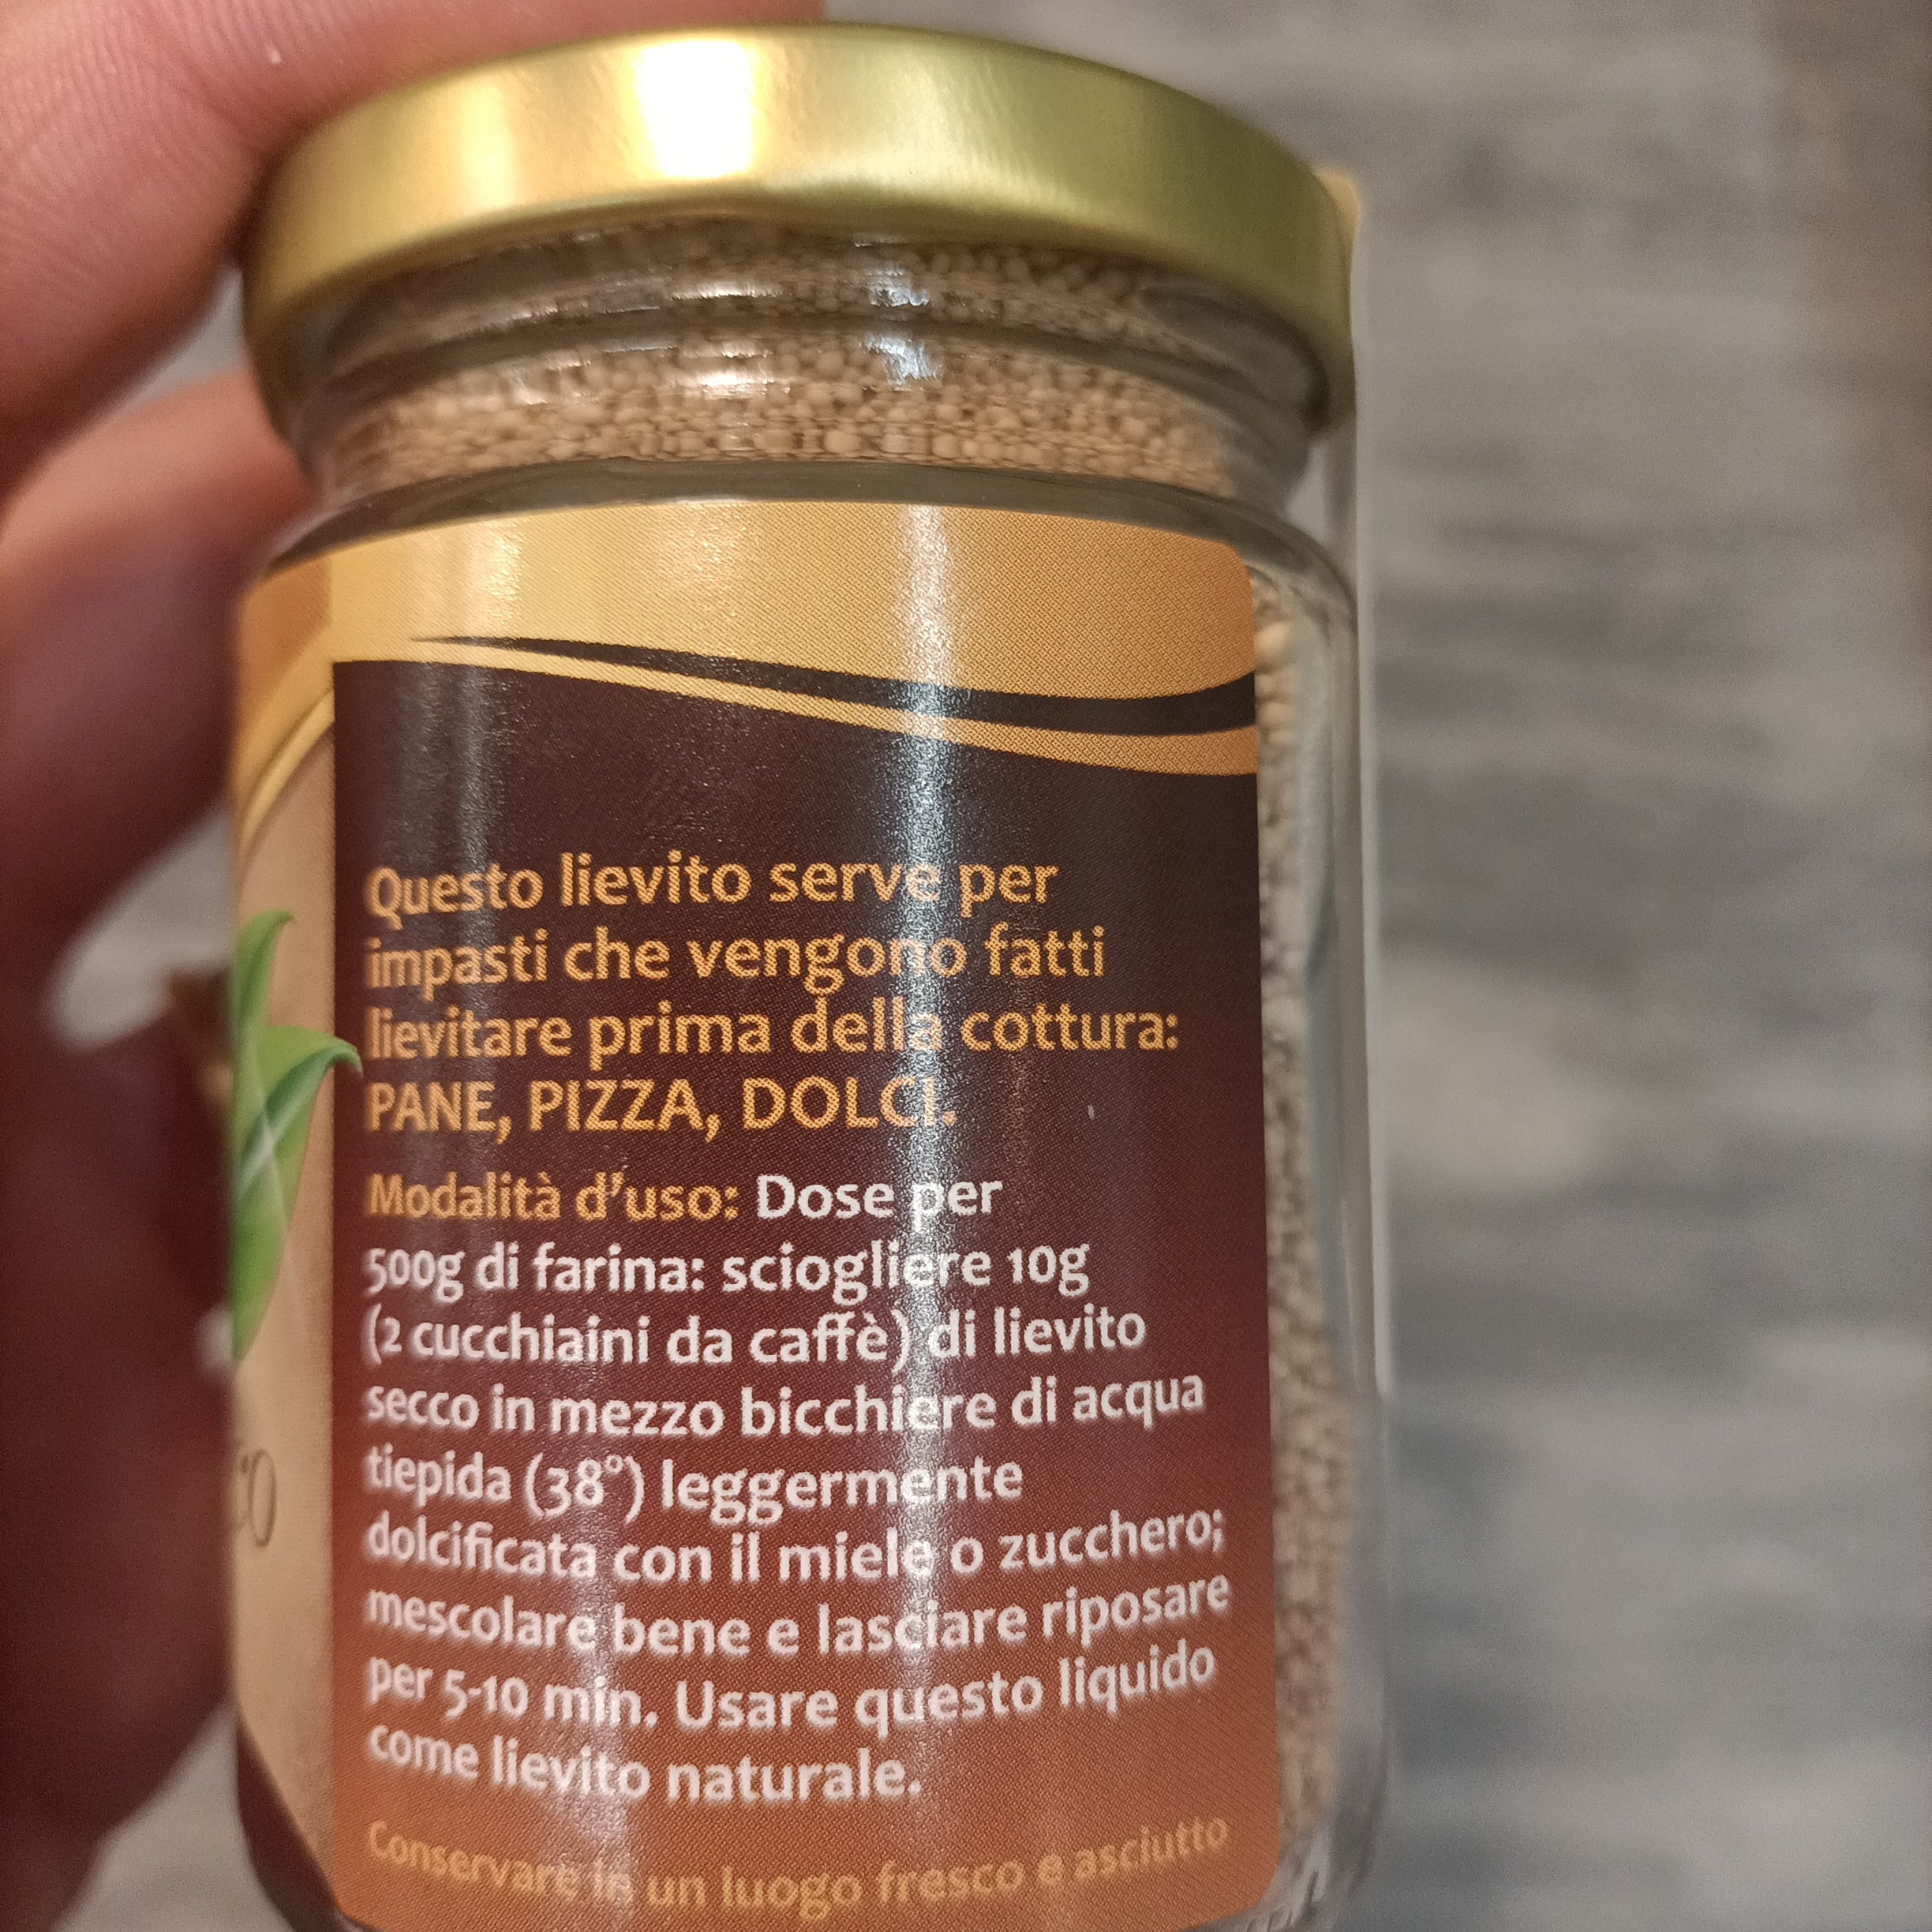 Questo lievito serve per
impasti che vengono fatti
lievitare prima della cottura:
PANE, PIZZA, DOLCI.
Modalità d'uso: Dose per
500g di farina: sciogliere 10g
(2 cucchiaini da caffè) di lievito
secco in mezzo bicchiere di acqua
tiepida (38°) leggermente
dolcificata con il miele o zucchero;
mescolare bene e lasciare riposare
per 5-10 min. Usare questo liquido
come lievito naturale.
Conservare in un luogo fresco e asciutto